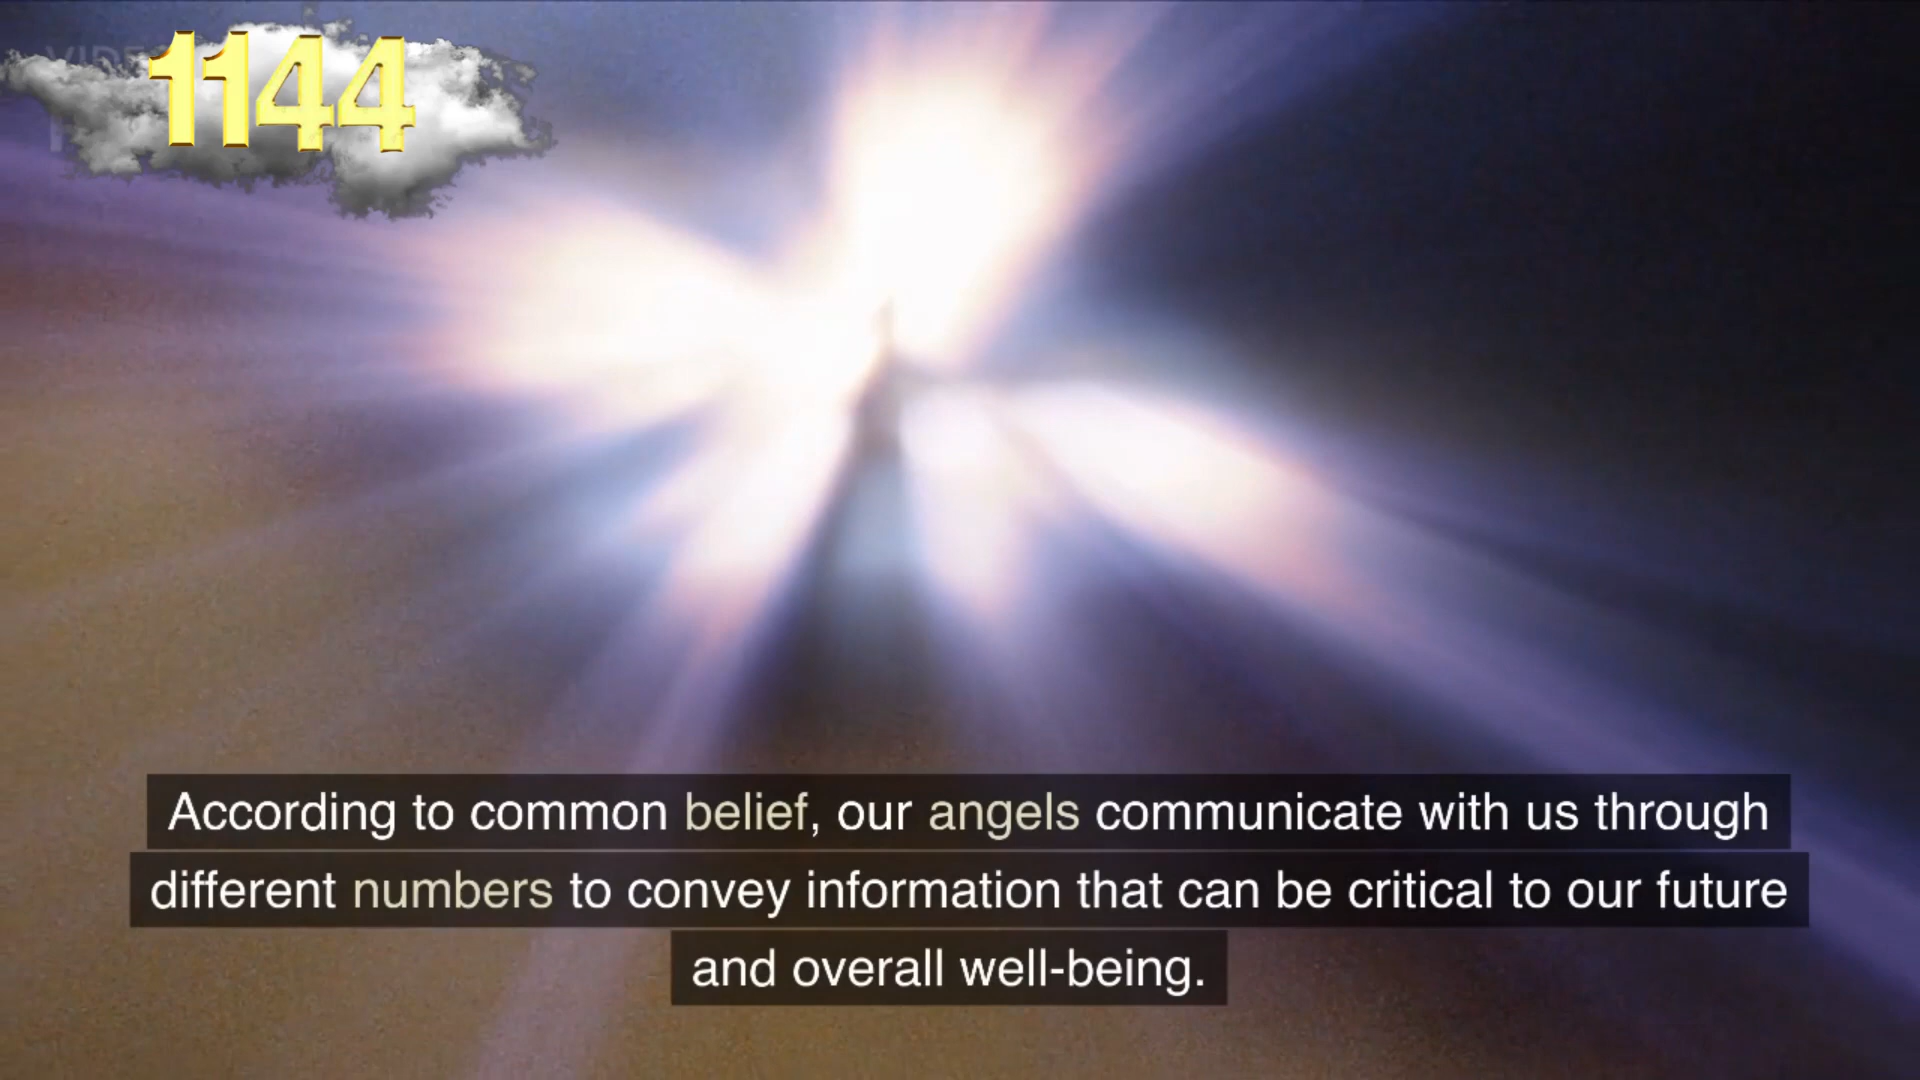 1144
According to common belief, our angels communicate with us through
different numbers to convey information that can be critical to our future
and overall well-being.